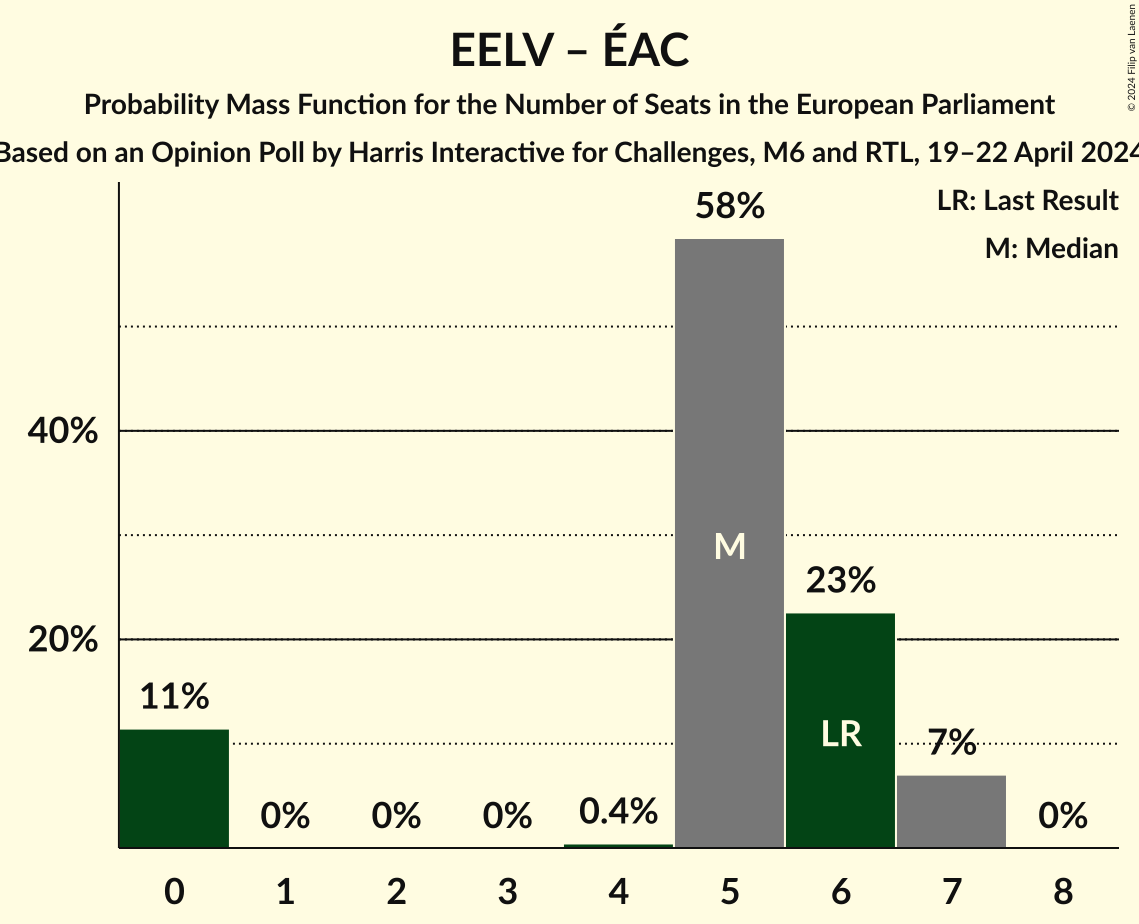 EELV – ÉAC
Probability Mass Function for the Number of Seats in the European Parliament
Based on an Opinion Poll by Harris Interactive for Challenges, M6 and RTL, 19–22 April 2024
© 2024 Filip van Laenen
LR: Last Result
M: Median
58%
40%
M
23%
20%
11%
LR
7%
0%
0%
0%
0.4%
0%
0 1 2 3 4 5 6 7 8